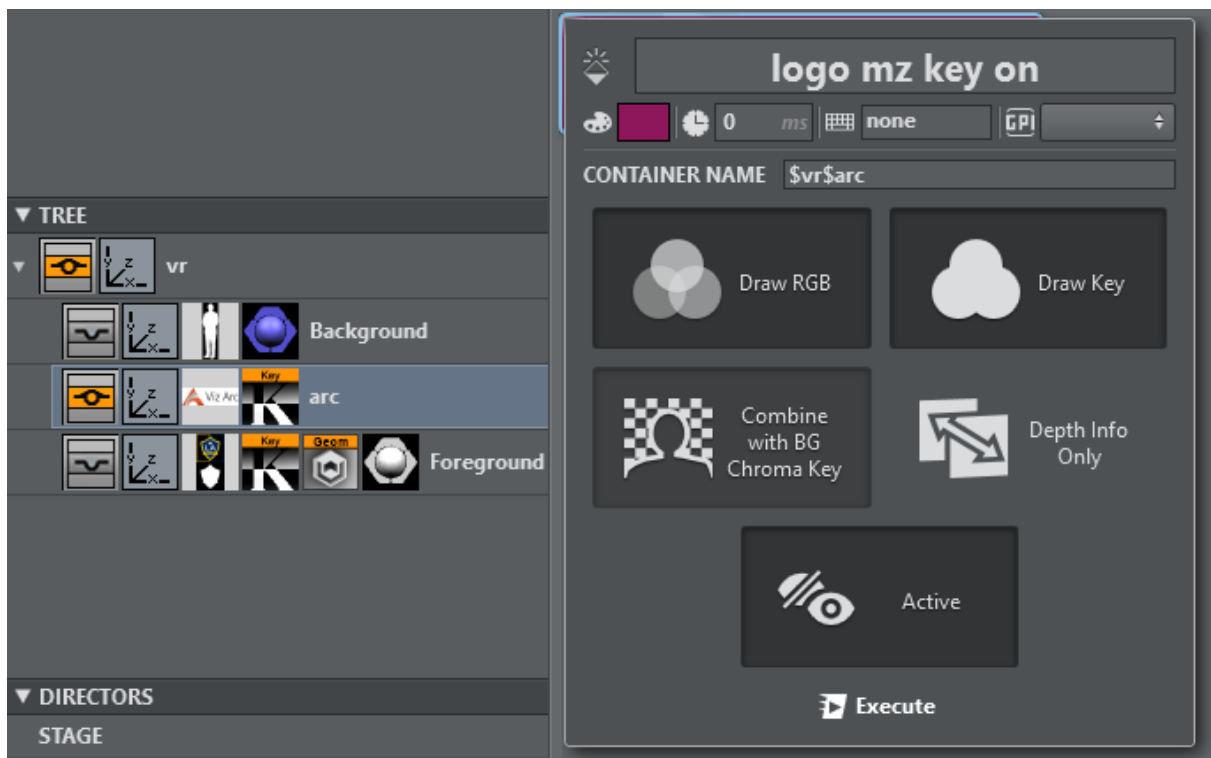 logo mz key on
0 ms none GPI
CONTAINER NAME $vr$arc
TREE
vr
Background
Viz Arc Key K arc
Key K Geom Foreground
Draw RGB
Draw Key
Combine
with BG
Chroma Key
Depth Info
Only
Active
Execute
DIRECTORS
STAGE